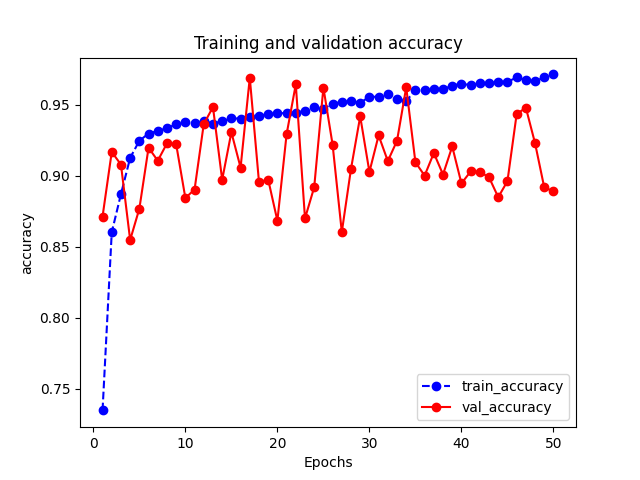 Training and validation accuracy
accuracy
0.95
0.90
0.85
0.80
0.75
train_accuracy
val_accuracy
0 10 20 30 40 50
Epochs